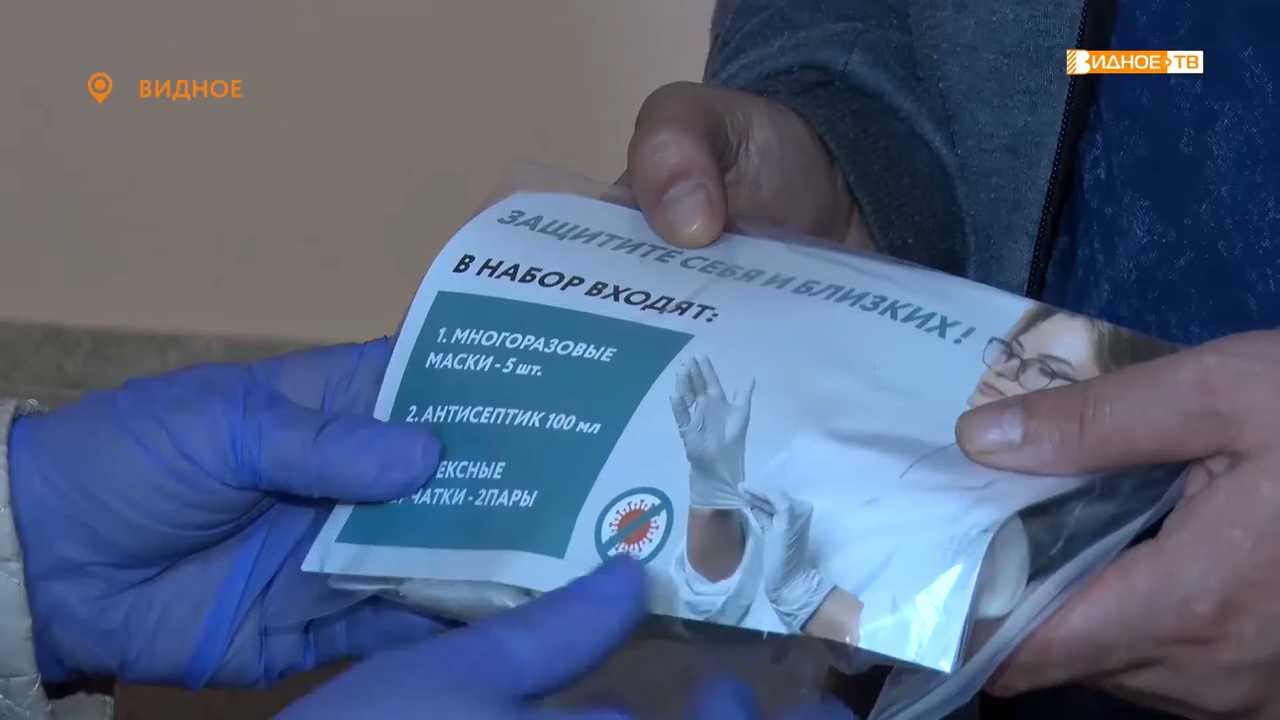 ВИДНОЕ
ВИДНОЕ ТВ
ЗАЩИТИТЕ СЕБЯ И БЛИЗКИХ!
В НАБОР ВХОДЯТ:
1. МНОГОРАЗОВЫЕ
МАСКИ - 5 шт.
2. АНТИСЕПТИК 100 мл
ЕКСНЫЕ
ЧАТКИ - 2ПАРЫ